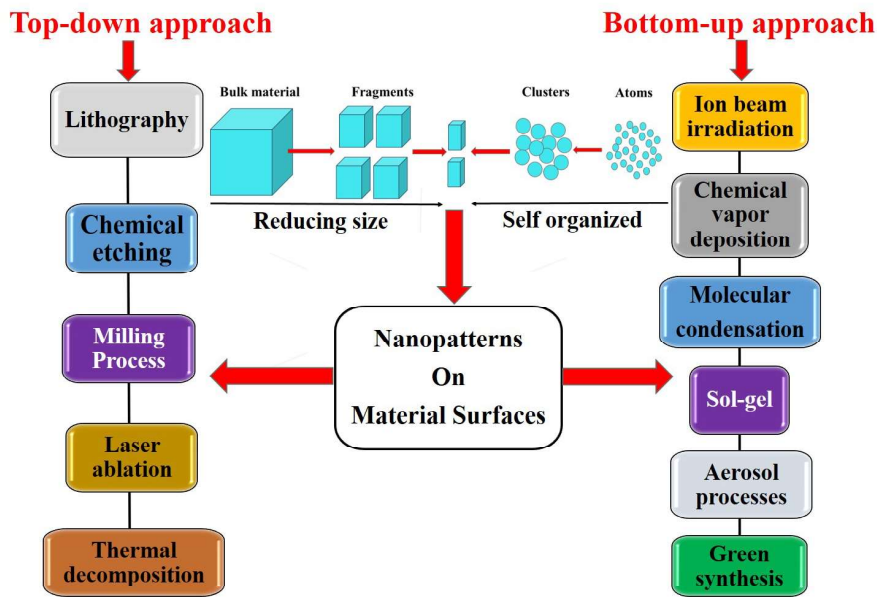 Top-down approach
Bottom-up approach
Lithography
Chemical
etching
Milling
Process
Laser
ablation
Thermal
decomposition
Bulk material
Fragments
Clusters
Atoms
Reducing size
Self organized
Nanopatterns
On
Material Surfaces
Ion beam
irradiation
Chemical
vapor
deposition
Molecular
condensation
Sol-gel
Aerosol
processes
Green
synthesis